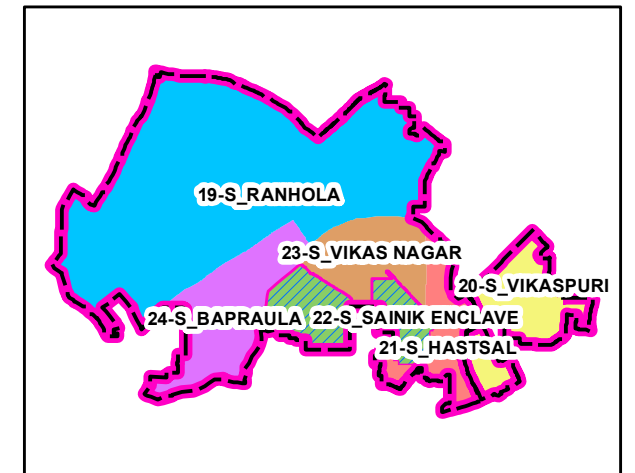 19-S_RANHOLA
23-S_VIKAS NAGAR
20-S_VIKASPURI
24-S_BAPRAULA
22-S_SAINIK ENCLAVE
21-S_HASTSAL